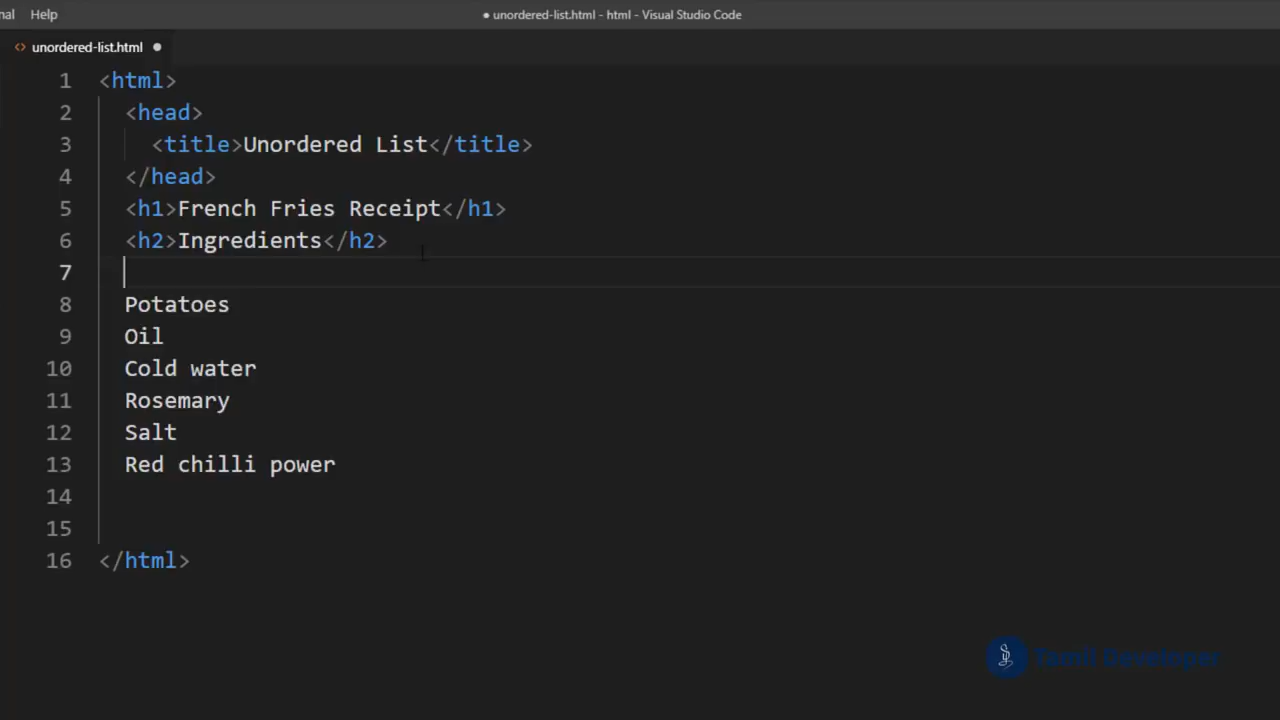 nal Help ● unordered-list.html - html - Visual Studio Code
<> unordered-list.html ●
1 <html>
2 <head>
3 <title>Unordered List</title>
4 </head>
5 <h1>French Fries Receipt</h1>
6 <h2>Ingredients</h2>
7
8 Potatoes
9 Oil
10 Cold water
11 Rosemary
12 Salt
13 Red chilli power
14
15
16 </html>
Tamil Developer